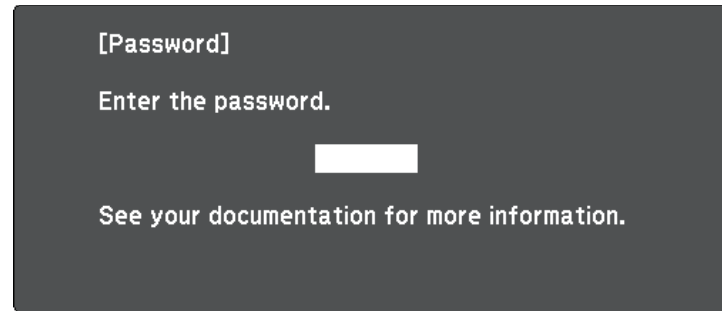 [Password]
Enter the password.
See your documentation for more information.